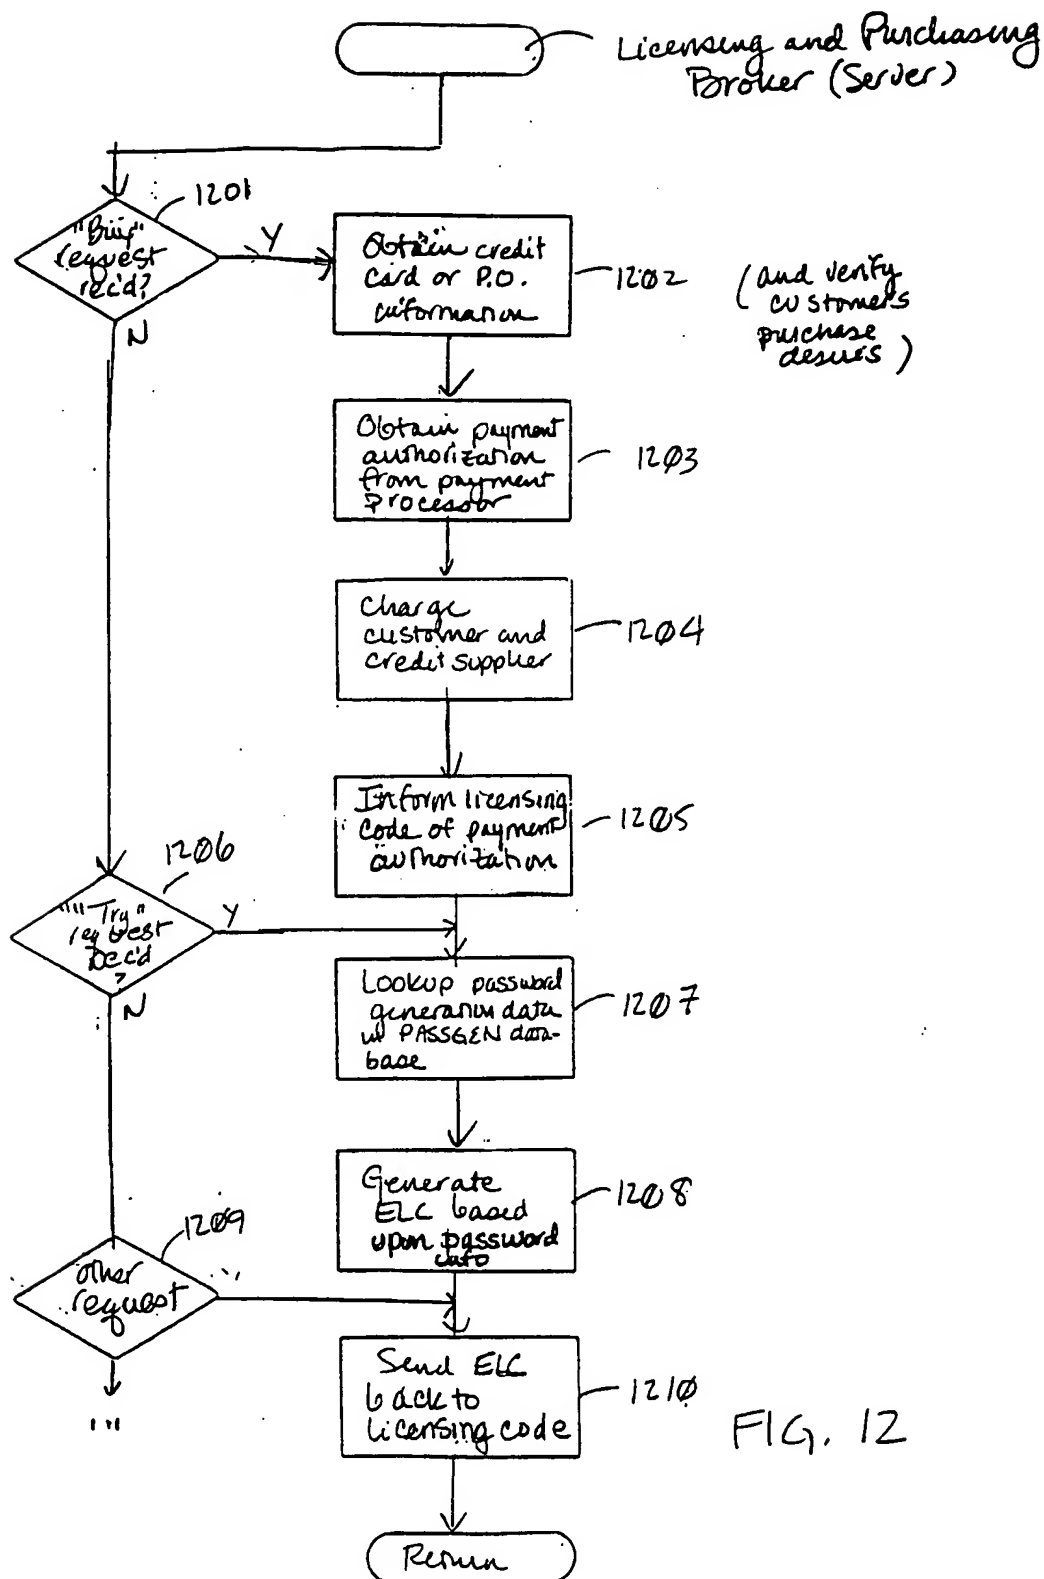 Licensing and Purchasing
Broker (Server)
1201
"Buy"
request
rec'd?
Y
N
Obtain credit
card or P.O.
information
1202
(and verify
customers
purchase
desires)
Obtain payment
authorization
from payment
Processor
1203
Charge
customer and
credit supplier
1204
Inform licensing
code of payment
authorization
1205
1206
"Try"
request
Rec'd
?
Y
N
Lookup password
generation data
w PASSGEN data-
base
1207
Generate
ELC based
upon password
info
1208
1209
other
request
Send ELC
back to
licensing code
1210
...
FIG. 12
Return